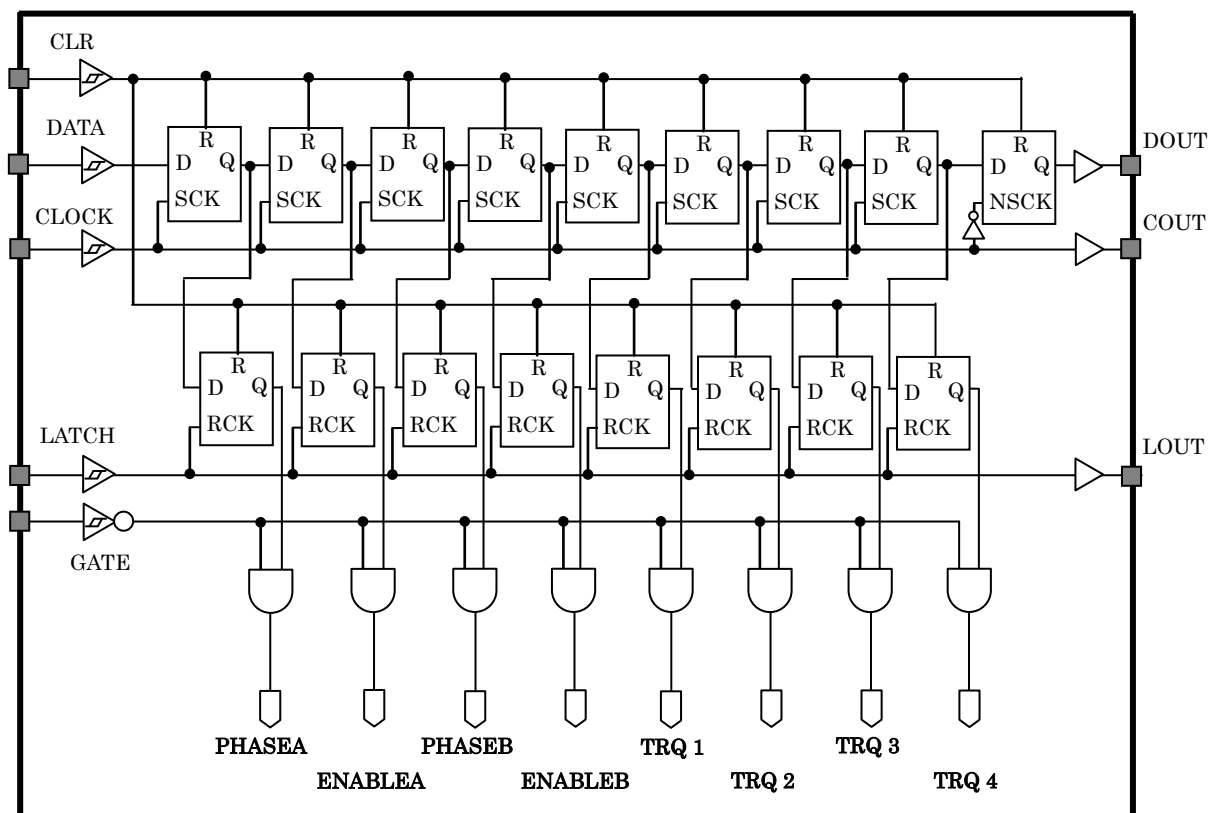 CLR
R R R R R R R R R
DATA
D Q D Q D Q D Q D Q D Q D Q D Q D Q
DOUT
SCK SCK SCK SCK SCK SCK SCK SCK NSCK
CLOCK
COUT
R R R R R R R R
D Q D Q D Q D Q D Q D Q D Q D Q
RCK RCK RCK RCK RCK RCK RCK RCK
LATCH
LOUT
GATE
PHASEA PHASEB TRQ 1 TRQ 3
ENABLEA ENABLEB TRQ 2 TRQ 4